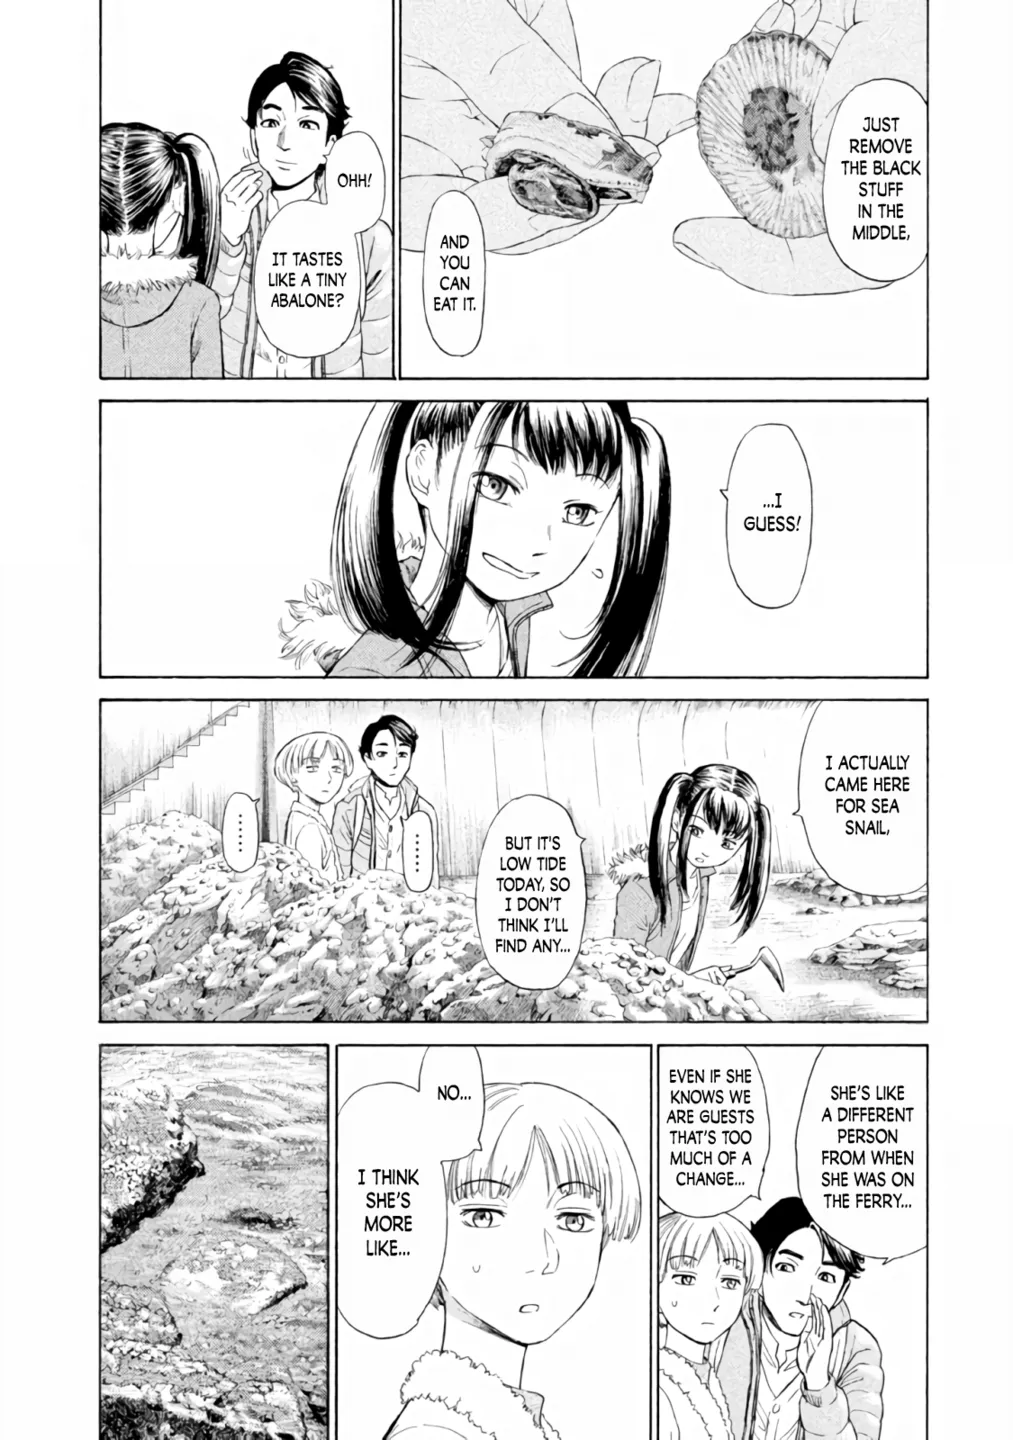 JUST
REMOVE
THE BLACK
STUFF
IN THE
MIDDLE,
AND
YOU
CAN
EAT IT.
OHH!
IT TASTES
LIKE A TINY
ABALONE?
...I
GUESS!
I ACTUALLY
CAME HERE
FOR SEA
SNAIL,
BUT IT'S
LOW TIDE
TODAY, SO
I DON'T
THINK I'LL
FIND ANY...
......
......
SHE'S LIKE
A DIFFERENT
PERSON
FROM WHEN
SHE WAS ON
THE FERRY...
EVEN IF SHE
KNOWS WE
ARE GUESTS
THAT'S TOO
MUCH OF A
CHANGE...
NO...
I THINK
SHE'S
MORE
LIKE...